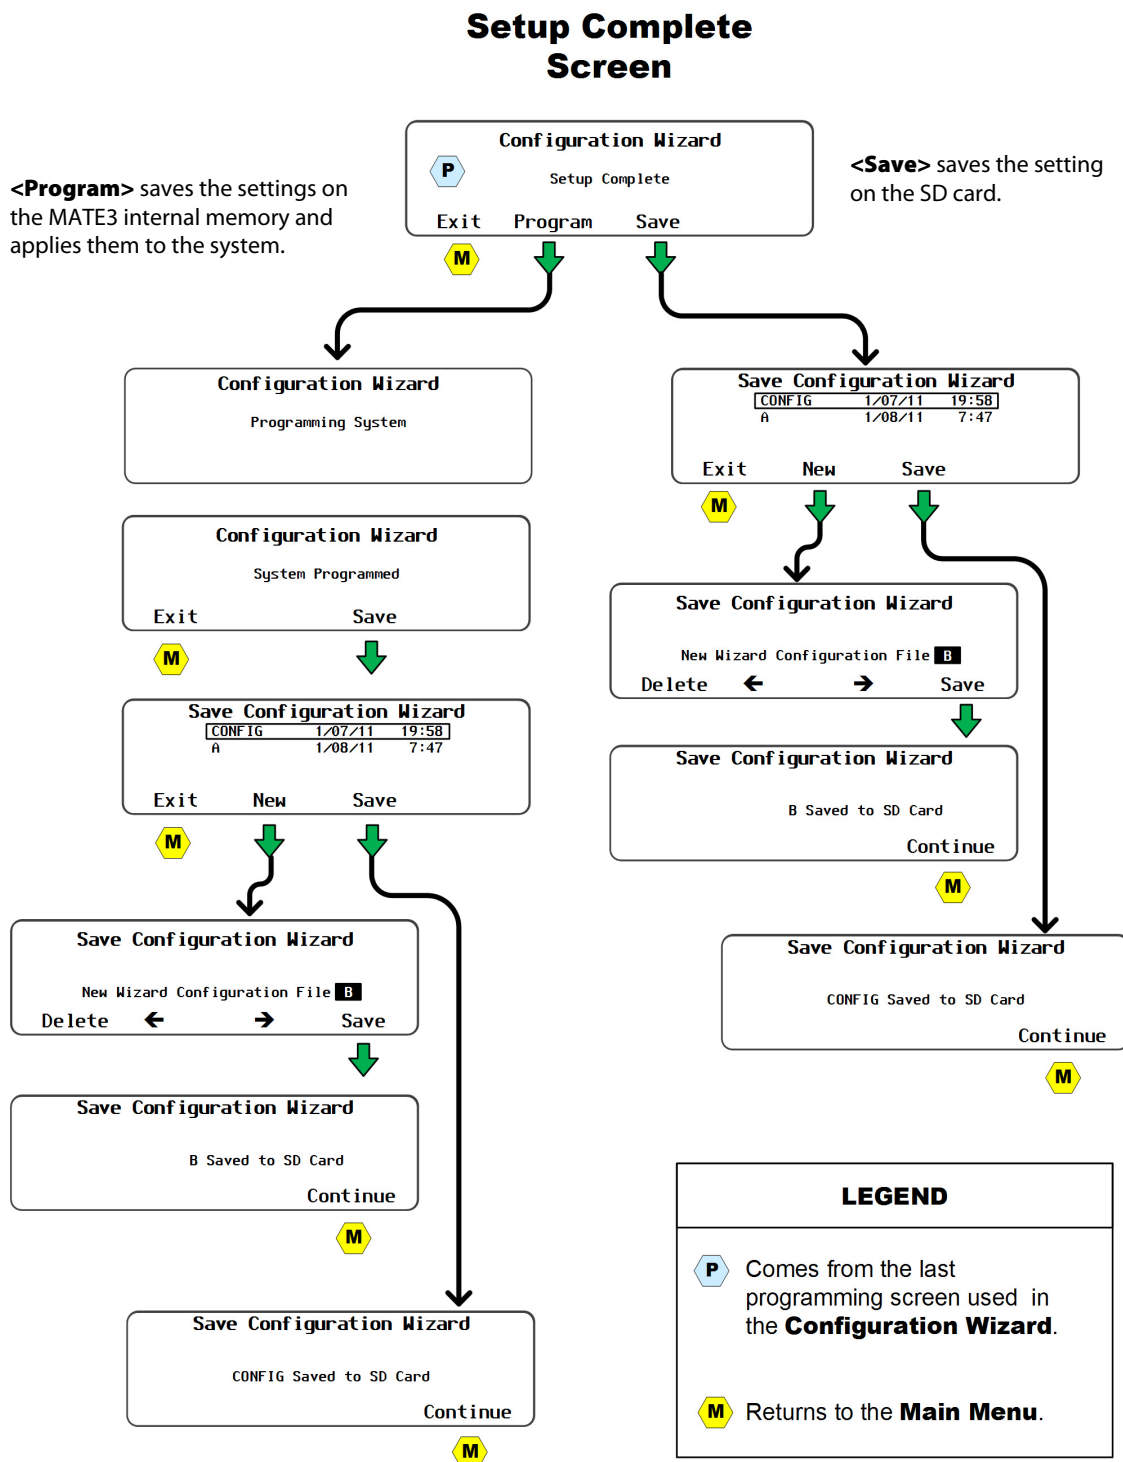 Setup Complete
Screen
Configuration Wizard
P
Setup Complete
Exit Program Save
M
<Program> saves the settings on
the MATE3 internal memory and
applies them to the system.
<Save> saves the setting
on the SD card.
Configuration Wizard
Programming System
Configuration Wizard
System Programmed
Exit Save
M
Save Configuration Wizard
CONFIG 1/07/11 19:58
A 1/08/11 7:47
Exit New Save
M
Save Configuration Wizard
New Wizard Configuration File B
Delete ← → Save
Save Configuration Wizard
B Saved to SD Card
Continue
M
Save Configuration Wizard
CONFIG Saved to SD Card
Continue
M
Save Configuration Wizard
CONFIG 1/07/11 19:58
A 1/08/11 7:47
Exit New Save
M
Save Configuration Wizard
New Wizard Configuration File B
Delete ← → Save
Save Configuration Wizard
B Saved to SD Card
Continue
M
Save Configuration Wizard
CONFIG Saved to SD Card
Continue
M
LEGEND
P Comes from the last
programming screen used in
the Configuration Wizard.
M Returns to the Main Menu.